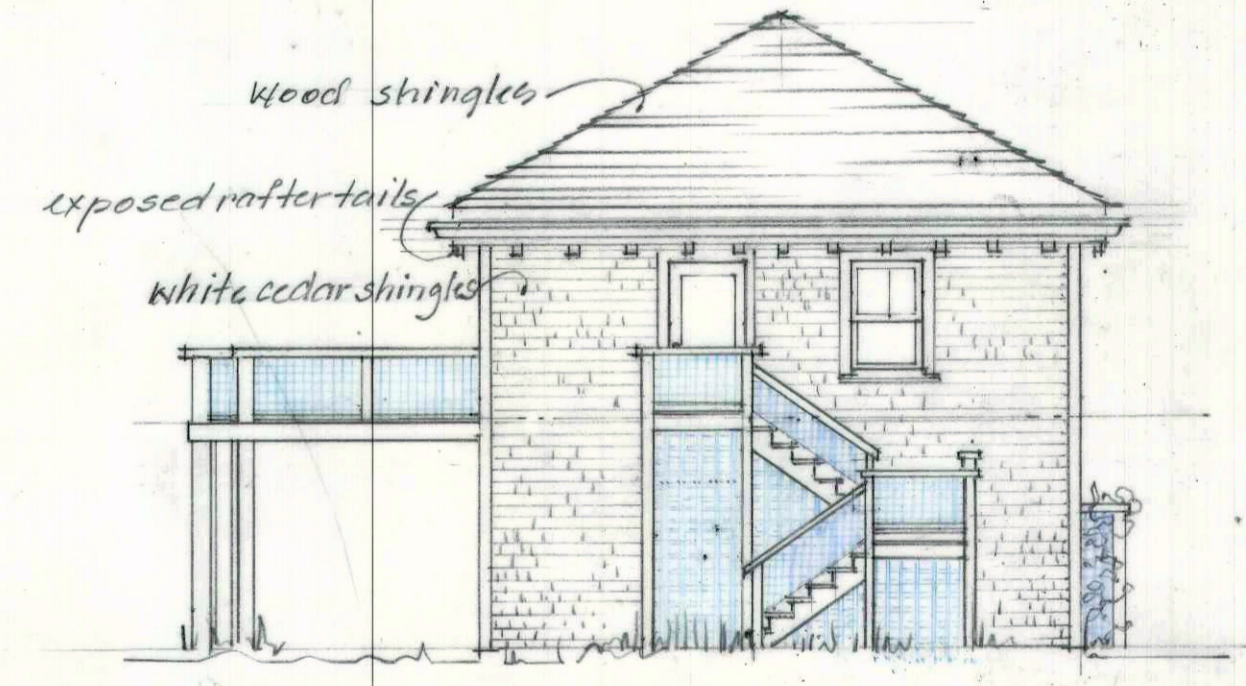 wood shingles
exposed rafter tails
white cedar shingles